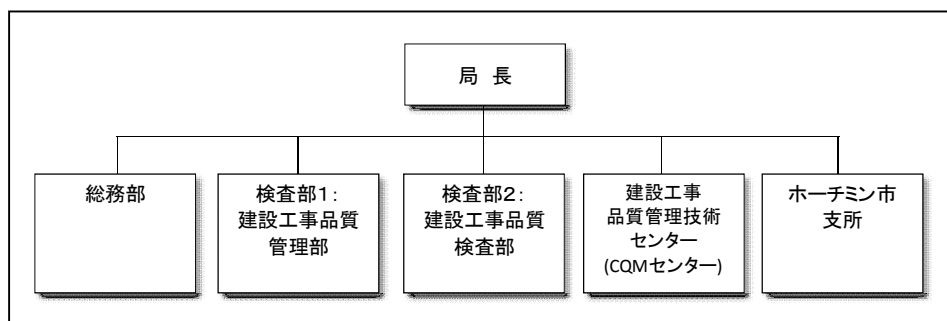 局 長
総務部
検査部1：
建設工事品質
管理部
検査部2：
建設工事品質
検査部
建設工事
品質管理技術
センター
(CQMセンター)
ホーチミン市
支所